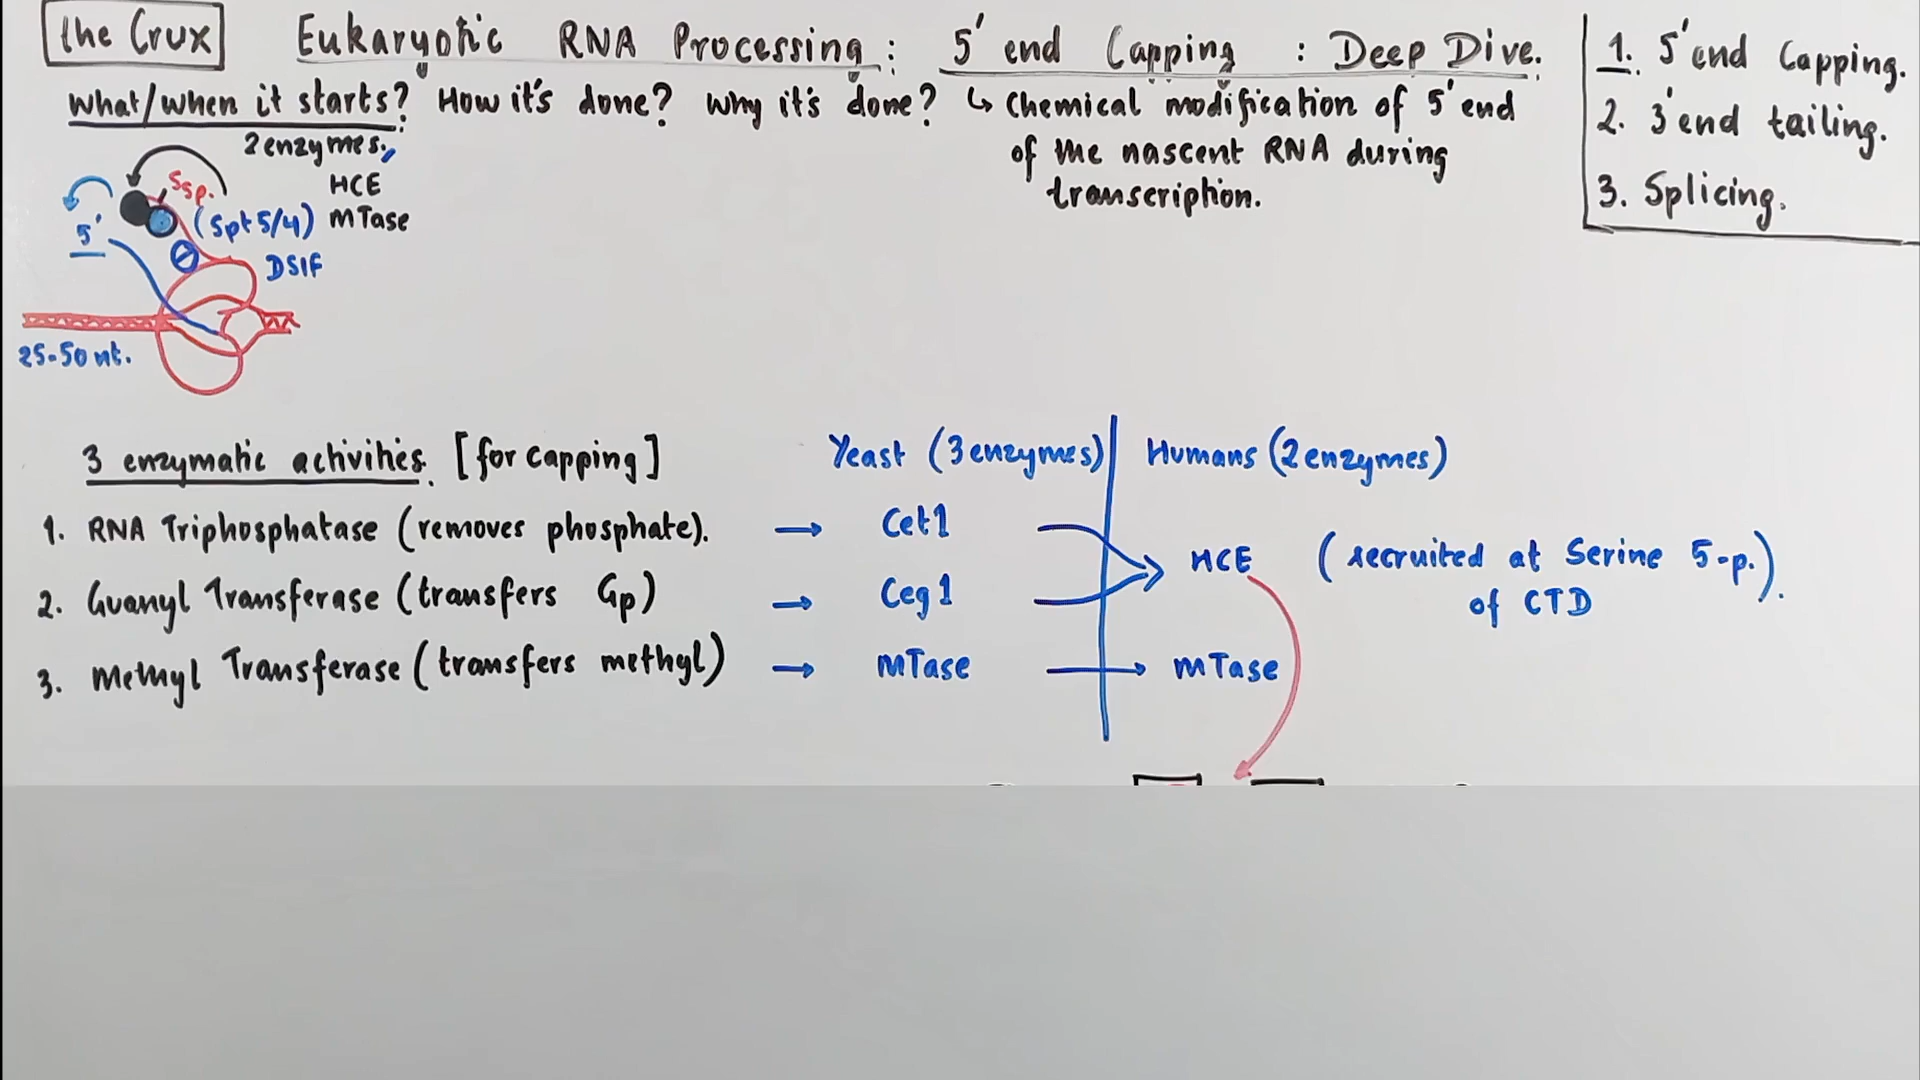 the Crux
Eukaryotic RNA Processing: 5' end Capping : Deep Dive.
What/when it starts? How it's done? Why it's done? ↳ Chemical modification of 5' end
of the nascent RNA during
transcription.
1. 5' end Capping.
2. 3' end tailing.
3. Splicing.
2 enzymes.
HCE
mTase
S5p.
(Spt 5/4)
5'
DSIF
25-50 nt.
3 enzymatic activities. [for capping]
Yeast (3 enzymes) Humans (2 enzymes)
1. RNA Triphosphatase (removes phosphate). → Cet1
2. Guanyl Transferase (transfers Gp) → Ceg1
3. Methyl Transferase (transfers methyl) → mTase → mTase
HCE (recruited at Serine 5-p.)
of CTD